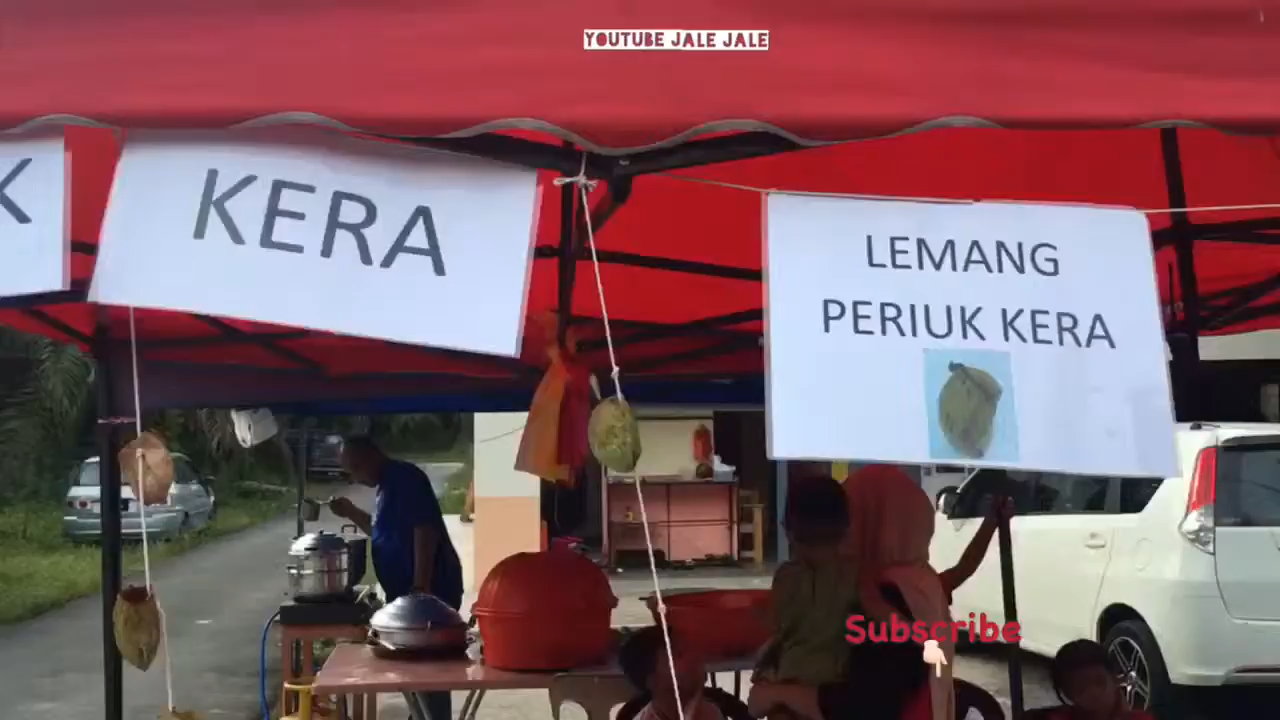 YOUTUBE JALE JALE
K
KERA
LEMANG
PERIUK KERA
Subscribe